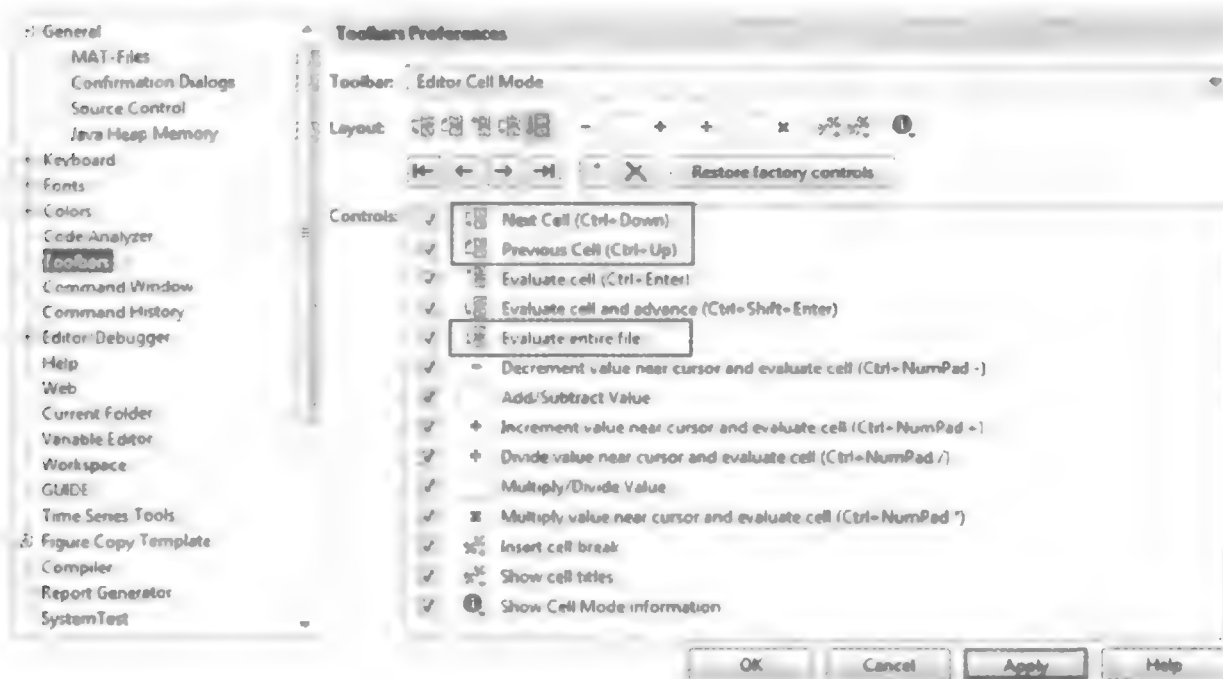 General
MAT-Files
Confirmation Dialogs
Source Control
Java Heap Memory
Keyboard
Fonts
Colors
Code Analyzer
Toolbars
Command Window
Command History
Editor/Debugger
Help
Web
Current Folder
Variable Editor
Workspace
GUIDE
Time Series Tools
Figure Copy Template
Compiler
Report Generator
SystemTest
Toolbars Preferences
Toolbar: Editor Cell Mode
Layout:
Restore factory controls
Controls:
Next Cell (Ctrl+Down)
Previous Cell (Ctrl+Up)
Evaluate cell (Ctrl+Enter)
Evaluate cell and advance (Ctrl+Shift+Enter)
Evaluate entire file
Decrement value near cursor and evaluate cell (Ctrl+NumPad -)
Add/Subtract Value
Increment value near cursor and evaluate cell (Ctrl+NumPad +)
Divide value near cursor and evaluate cell (Ctrl+NumPad /)
Multiply/Divide Value
Multiply value near cursor and evaluate cell (Ctrl+NumPad *)
Insert cell break
Show cell titles
Show Cell Mode information
OK Cancel Apply Help